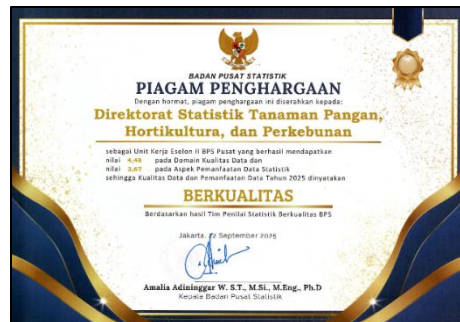 BADAN PUSAT STATISTIK
PIAGAM PENGHARGAAN
Dengan hormat, piagam penghargaan ini diserahkan kepada:
Direktorat Statistik Tanaman Pangan,
Hortikultura, dan Perkebunan
sebagai Unit Kerja Eselon II BPS Pusat yang berhasil mendapatkan
nilai 4,48 pada Domain Kualitas Data dan
nilai 3,67 pada Aspek Pemanfaatan Data Statistik
sehingga Kualitas Data dan Pemanfaatan Data Tahun 2025 dinyatakan
BERKUALITAS
Berdasarkan hasil Tim Penilai Statistik Berkualitas BPS
Jakarta, 22 September 2025
Amalia Adininggar W. S.T., M.Si., M.Eng., Ph.D
Kepala Badan Pusat Statistik